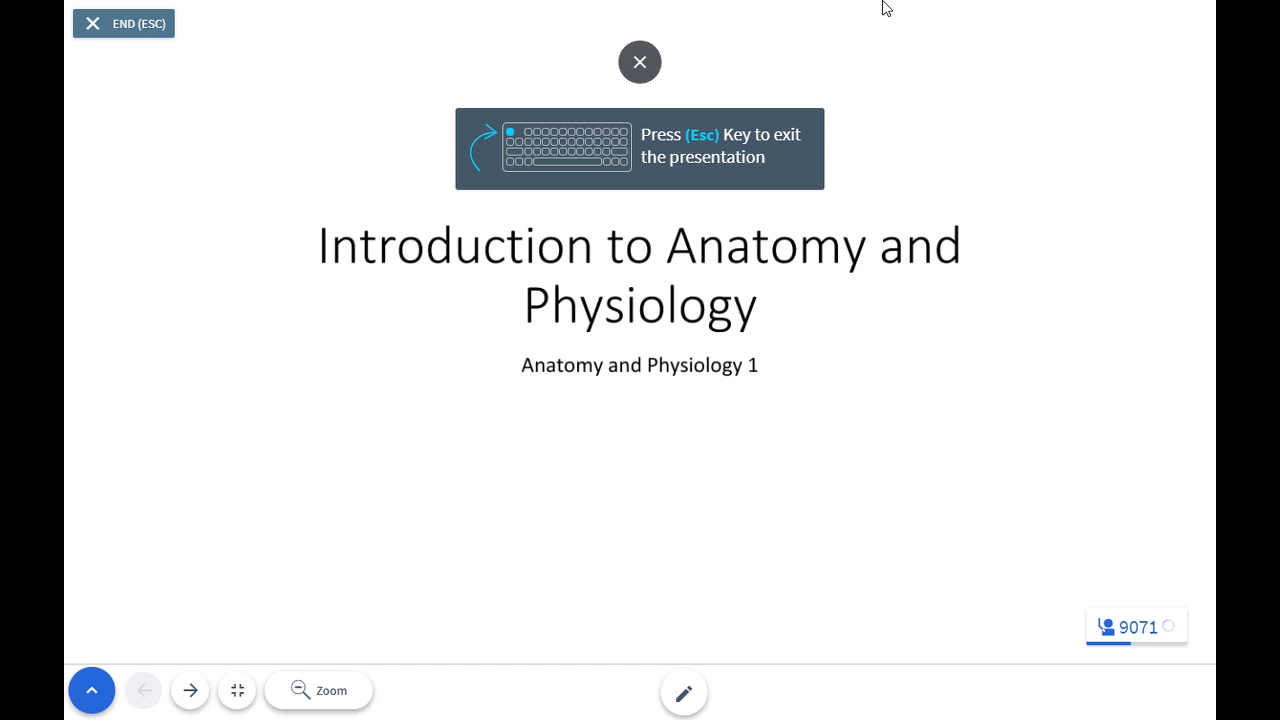 END (ESC)
Press (Esc) Key to exit
the presentation
Introduction to Anatomy and
Physiology
Anatomy and Physiology 1
9071
Zoom